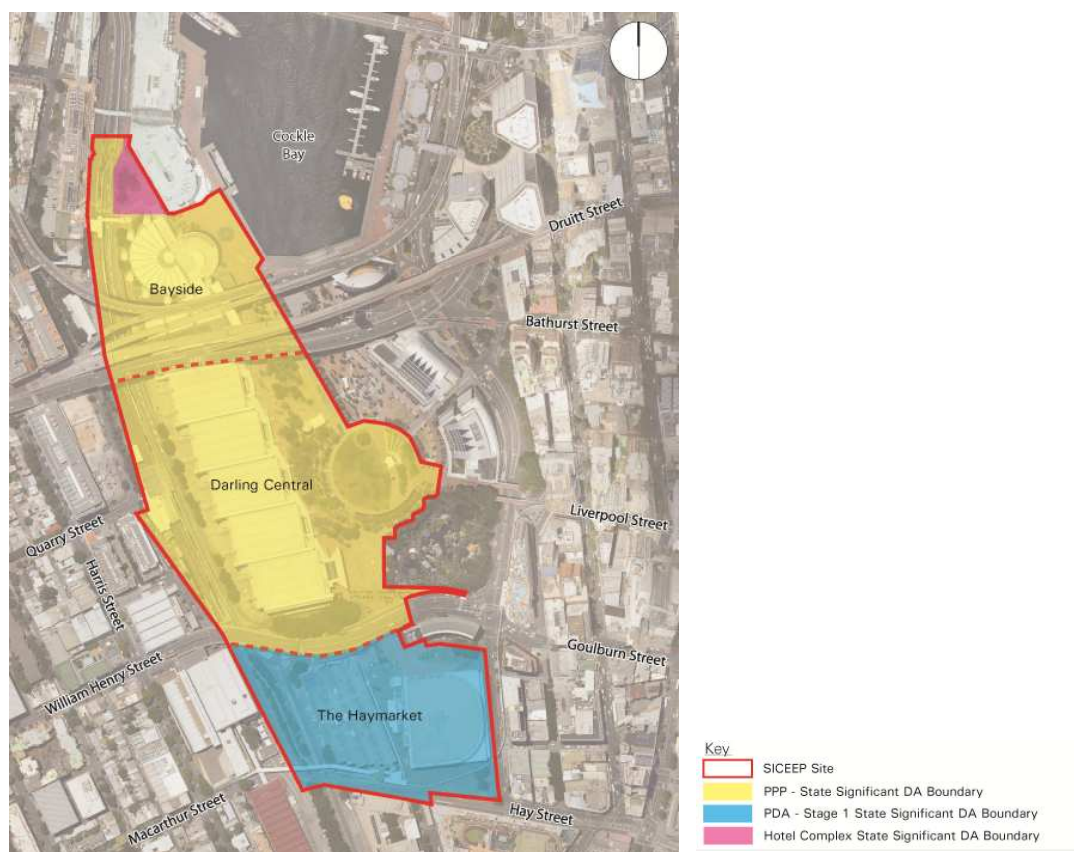 Cockle
Bay
Druitt Street
Bayside
Bathurst Street
Darling Central
Liverpool Street
Quarry Street
Harris Street
Goulburn Street
William Henry Street
The Haymarket
Macarthur Street
Hay Street
Key
SICEEP Site
PPP - State Significant DA Boundary
PDA - Stage 1 State Significant DA Boundary
Hotel Complex State Significant DA Boundary